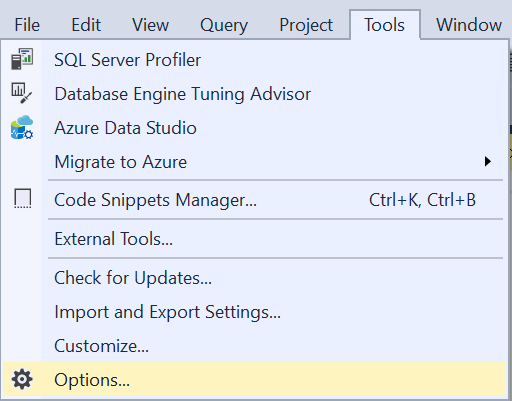 File Edit View Query Project Tools Window
SQL Server Profiler
Database Engine Tuning Advisor
Azure Data Studio
Migrate to Azure
Code Snippets Manager... Ctrl+K, Ctrl+B
External Tools...
Check for Updates...
Import and Export Settings...
Customize...
Options...